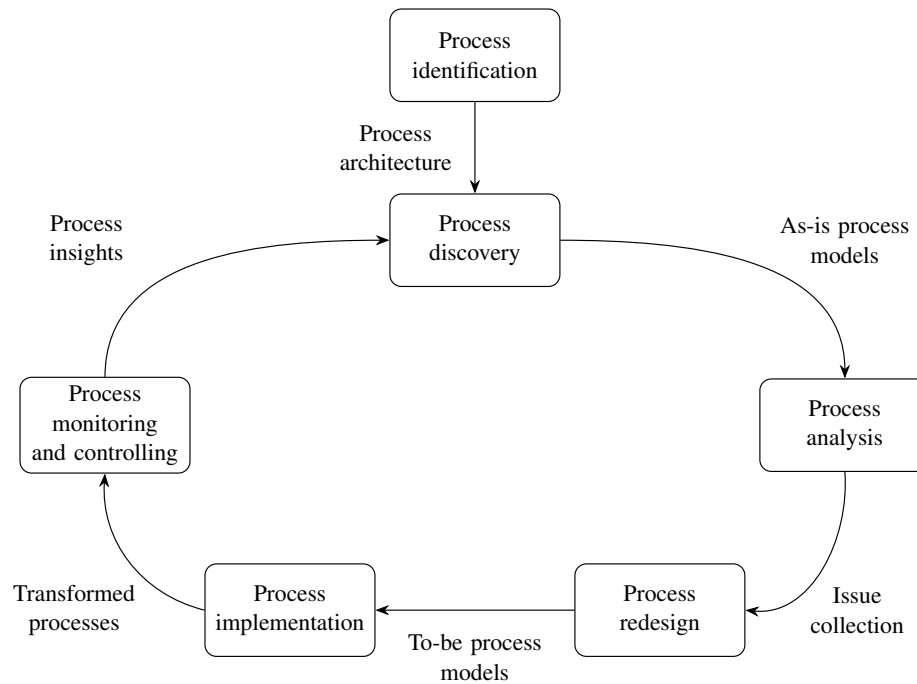 Process
identification
Process
architecture
Process
discovery
Process
insights
As-is process
models
Process
monitoring
and controlling
Process
analysis
Transformed
processes
Process
implementation
To-be process
models
Process
redesign
Issue
collection